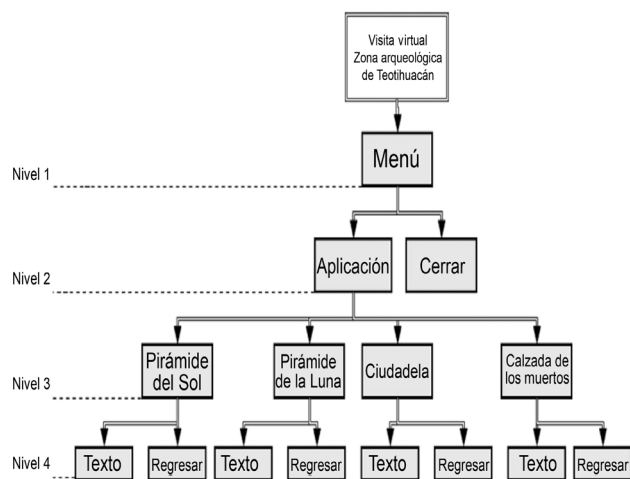 Visita virtual
Zona arqueológica
de Teotihuacán
Menú
Nivel 1
Aplicación
Cerrar
Nivel 2
Pirámide
del Sol
Pirámide
de la Luna
Ciudadela
Calzada de
los muertos
Nivel 3
Texto
Regresar
Texto
Regresar
Texto
Regresar
Texto
Regresar
Nivel 4